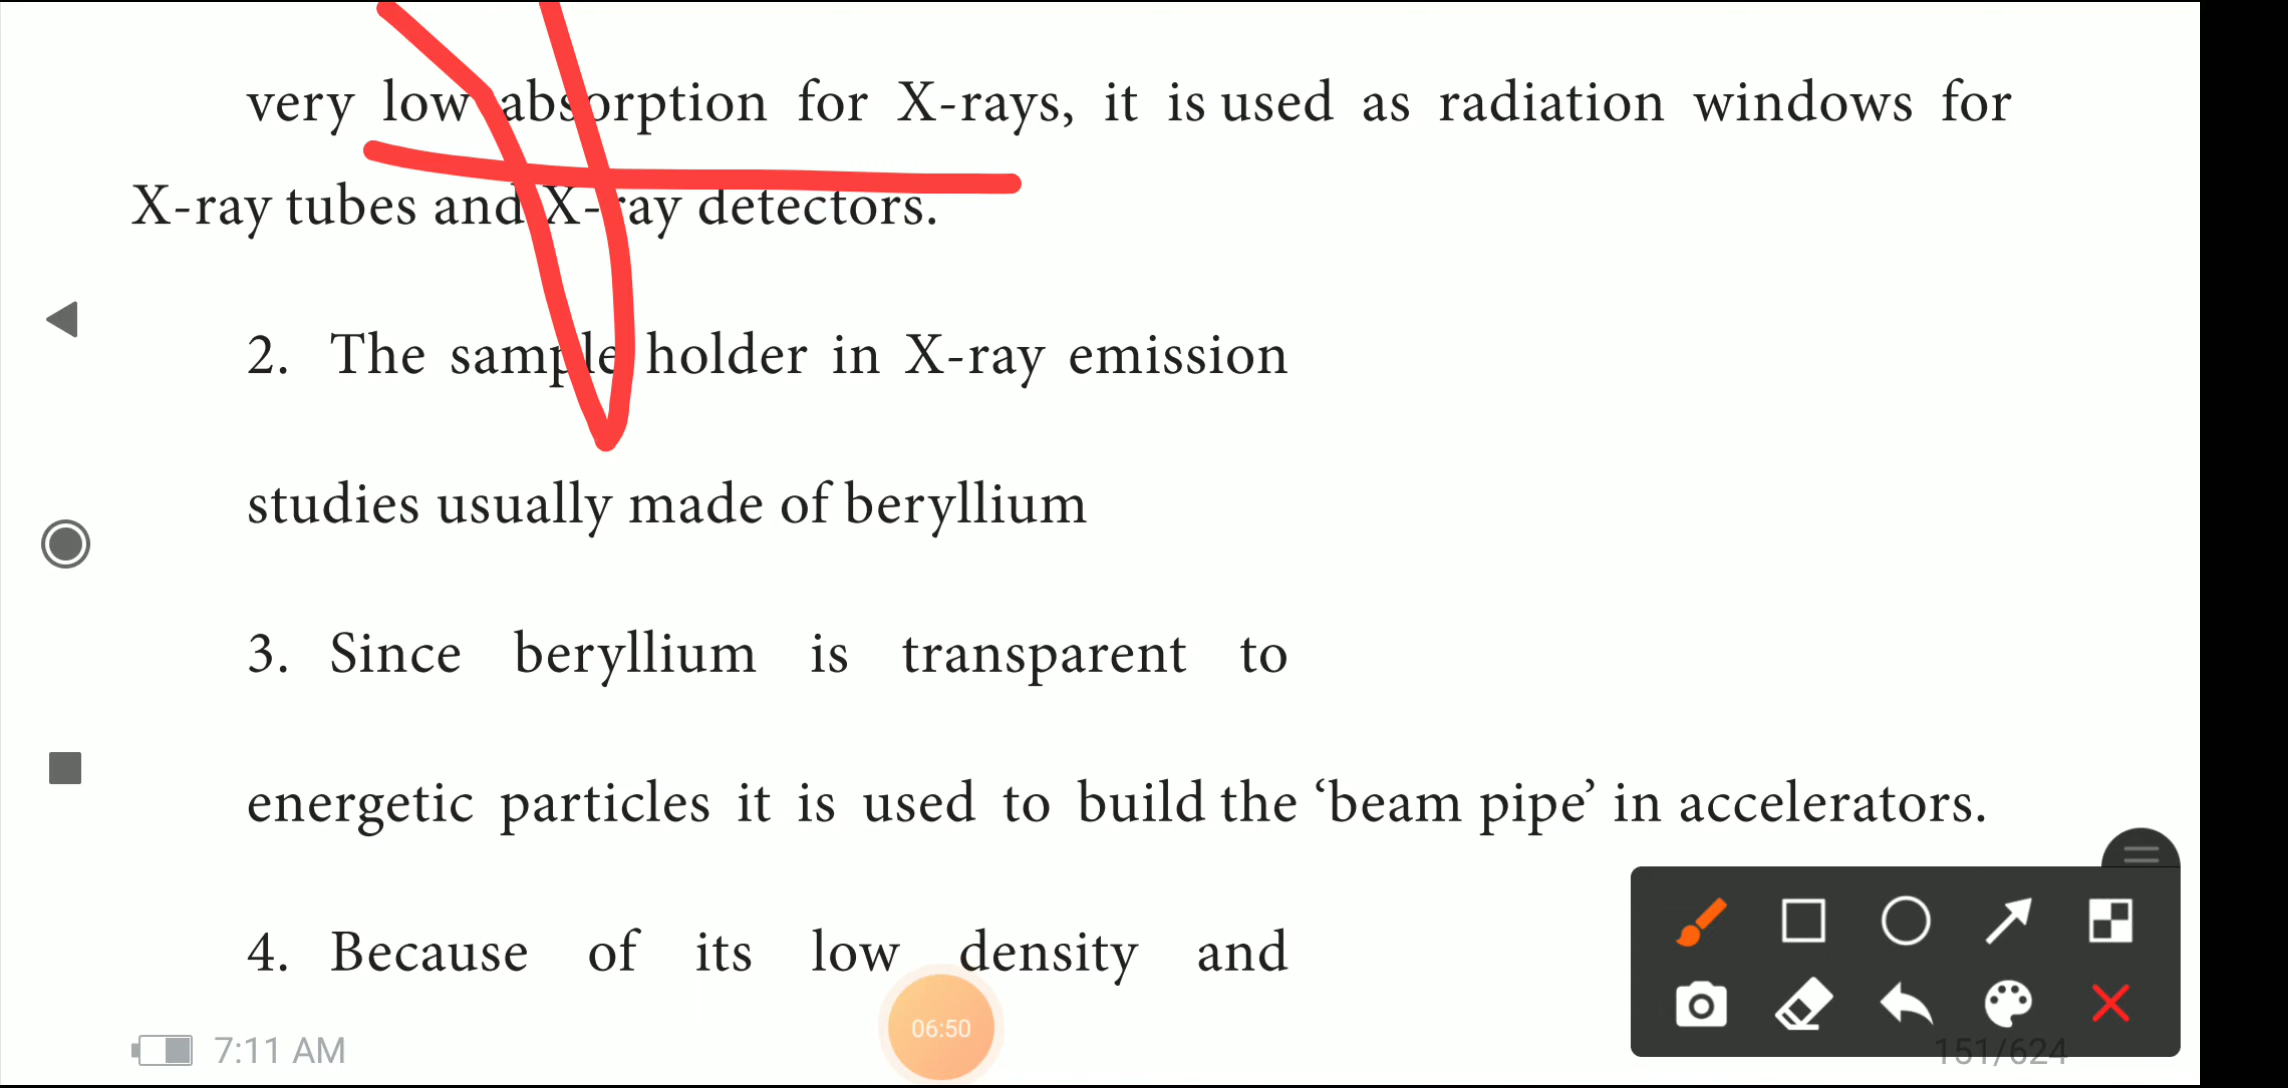 very low absorption for X-rays, it is used as radiation windows for
X-ray tubes and X-ray detectors.
2. The sample holder in X-ray emission
studies usually made of beryllium
3. Since beryllium is transparent to
energetic particles it is used to build the ‘beam pipe’ in accelerators.
4. Because of its low density and
06:50
7:11 AM
151/624